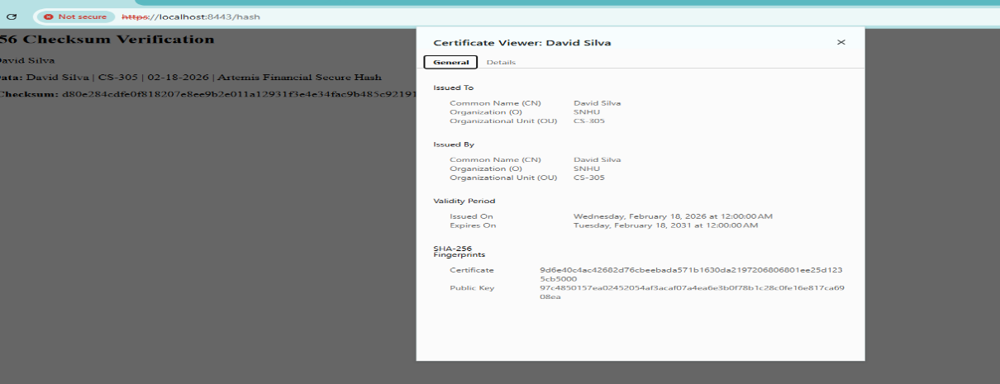 Not secure https://localhost:8443/hash
56 Checksum Verification
David Silva
ata: David Silva | CS-305 | 02-18-2026 | Artemis Financial Secure Hash
Checksum: d80e284cdfe0f818207e8ee9b2e011a12931f3e4e34fac9b485c92191
Certificate Viewer: David Silva
General Details
Issued To
Common Name (CN) David Silva
Organization (O) SNHU
Organizational Unit (OU) CS-305
Issued By
Common Name (CN) David Silva
Organization (O) SNHU
Organizational Unit (OU) CS-305
Validity Period
Issued On Wednesday, February 18, 2026 at 12:00:00 AM
Expires On Tuesday, February 18, 2031 at 12:00:00 AM
SHA-256
Fingerprints
Certificate 9d6e40c4ac42682d76cbeebada571b1630da2197206806801ee25d123
5cb5000
Public Key 97c4850157ea02452054af3acaf07a4ea6e3b0f78b1c28c0fe16e817ca69
08ea